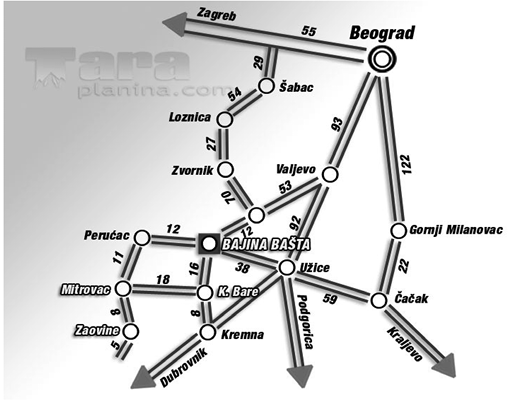 Zagreb
55
Beograd
Tara
planina.com
29
Šabac
54
Loznica
93
27
122
Zvornik
Valjevo
70
53
12
92
Perućac
12
BAJINA BAŠTA
Gornji Milanovac
11
16
38
Užice
22
Mitrovac
18
K. Bare
59
Čačak
8
8
Zaovine
Kremna
5
Dubrovnik
Podgorica
Kraljevo